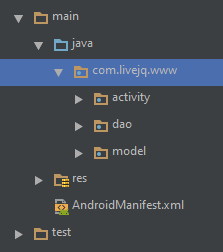 main
java
com.livejq.www
activity
dao
model
res
AndroidManifest.xml
test